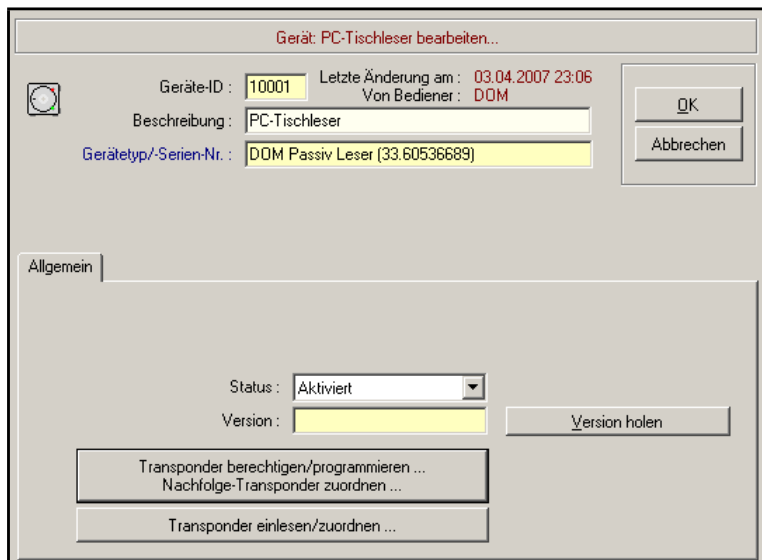 Gerät: PC-Tischleser bearbeiten...
Geräte-ID : 10001 Letzte Änderung am : 03.04.2007 23:06
Von Bediener : DOM
Beschreibung : PC-Tischleser
Gerätetyp/-Serien-Nr. : DOM Passiv Leser (33.60536689)
OK
Abbrechen
Allgemein
Status : Aktiviert
Version : Version holen
Transponder berechtigen/programmieren ...
Nachfolge-Transponder zuordnen ...
Transponder einlesen/zuordnen ...